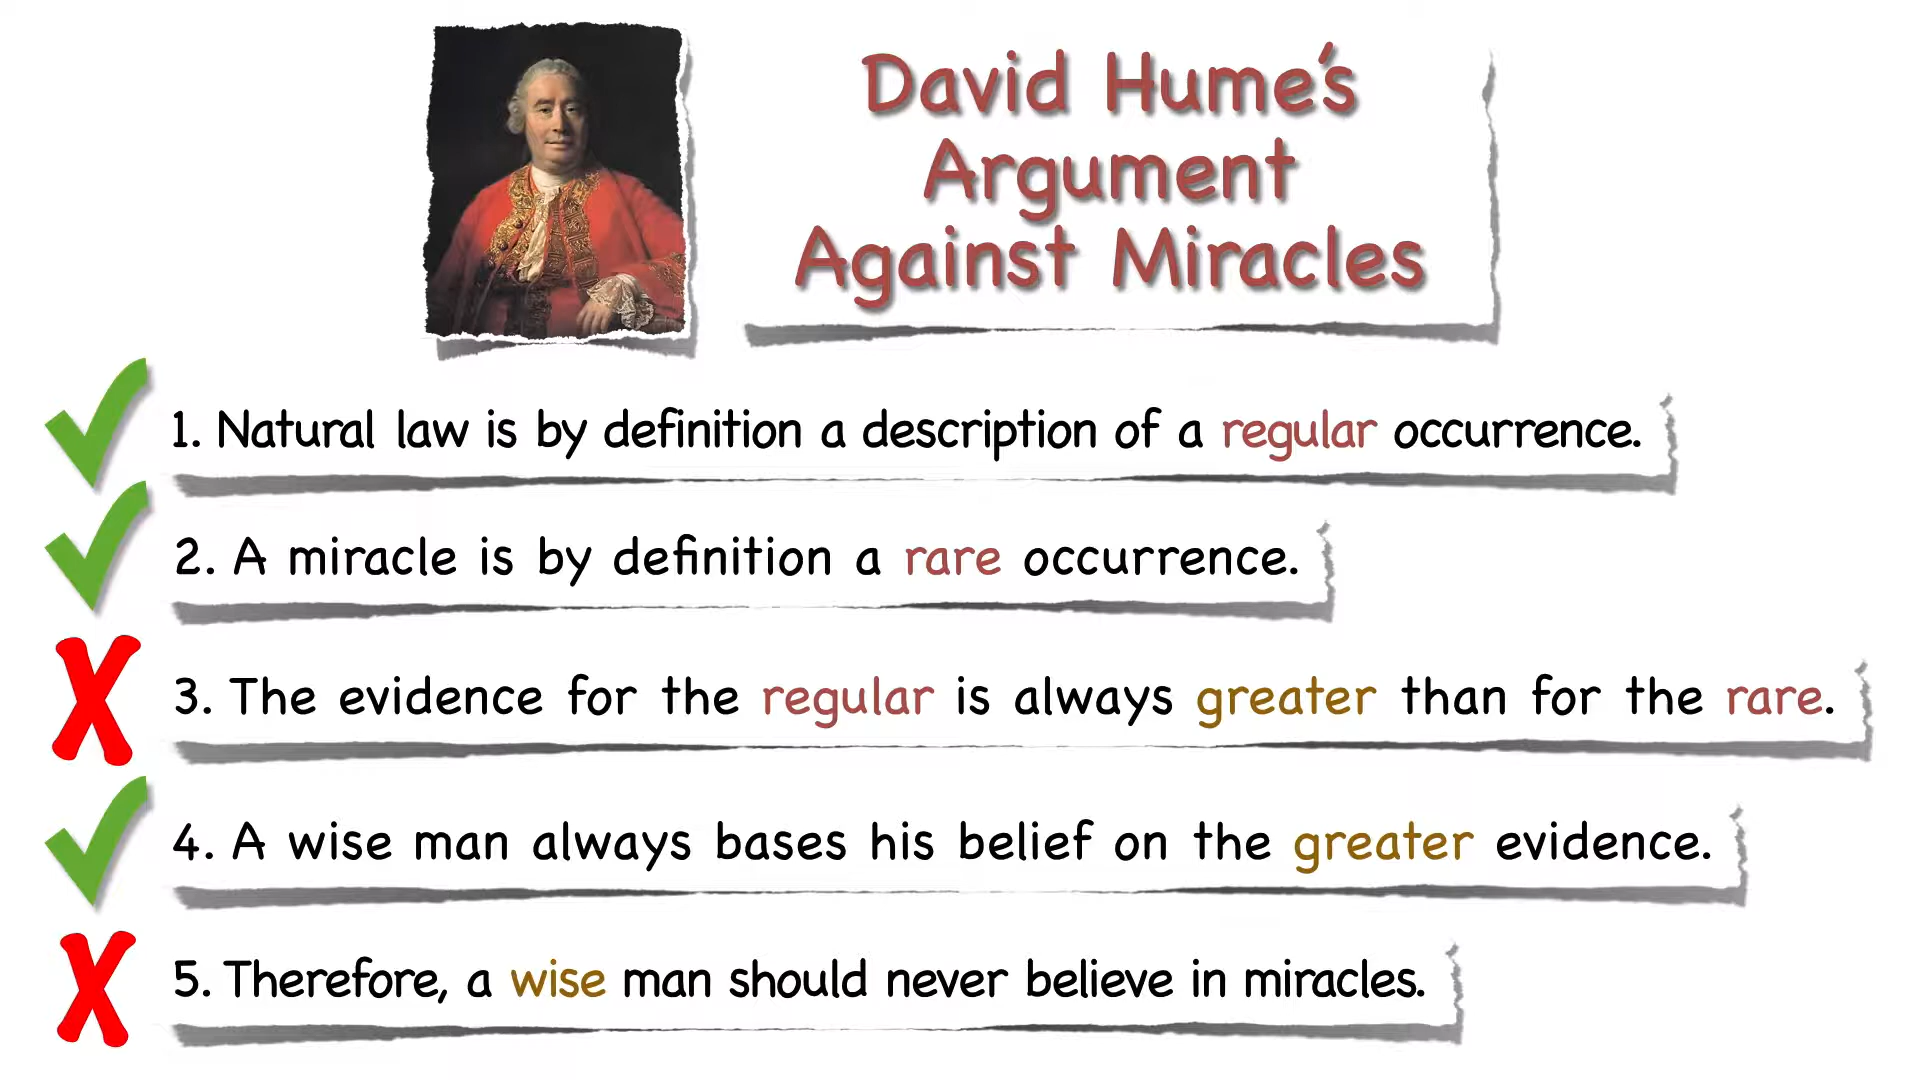 David Hume's
Argument
Against Miracles
1. Natural law is by definition a description of a regular occurrence.
2. A miracle is by definition a rare occurrence.
3. The evidence for the regular is always greater than for the rare.
4. A wise man always bases his belief on the greater evidence.
5. Therefore, a wise man should never believe in miracles.